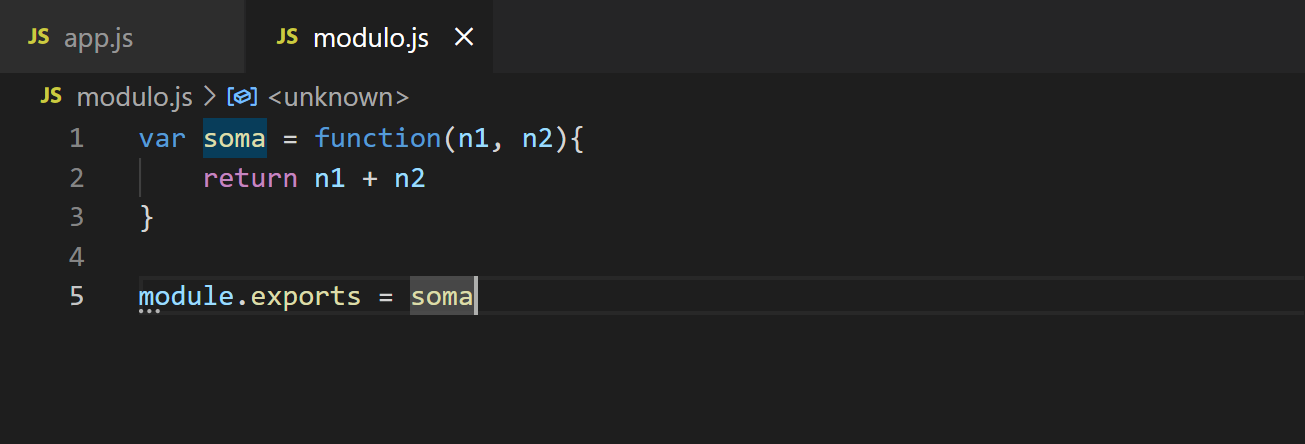 JS app.js JS modulo.js ×
JS modulo.js > <unknown>
1 var soma = function(n1, n2){
2 return n1 + n2
3 }
4
5 module.exports = soma